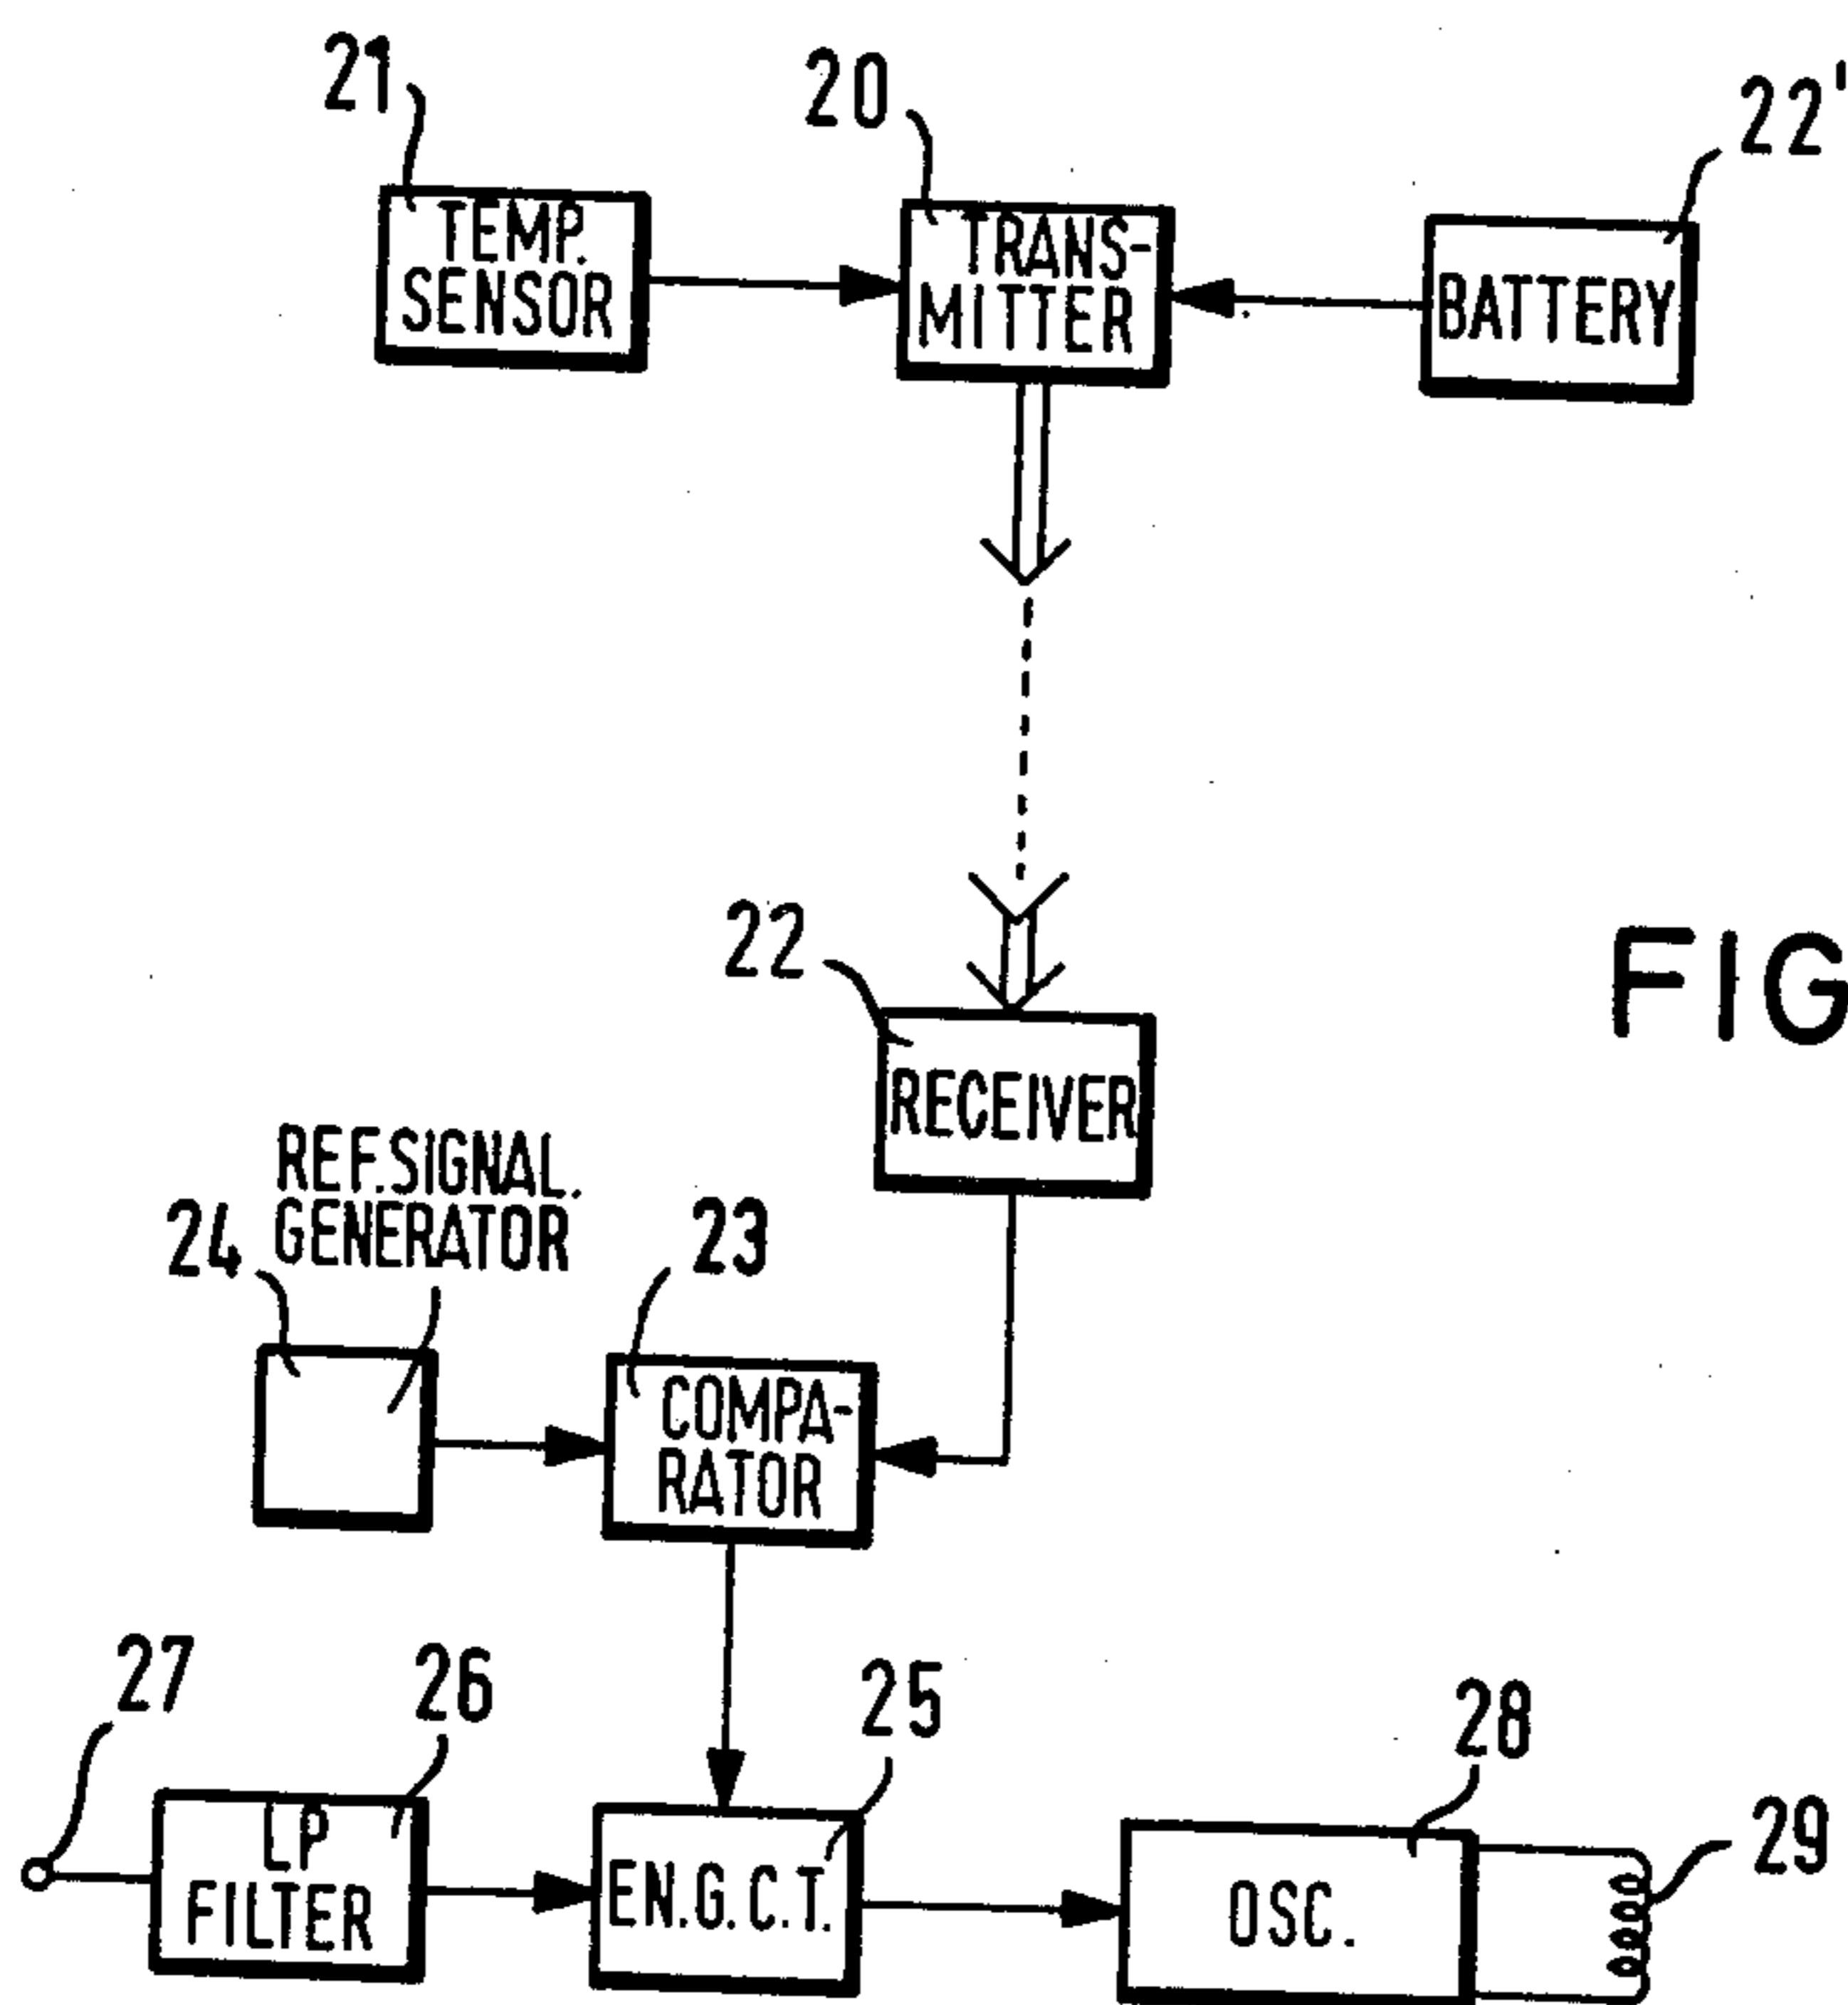 21
20
22'
TEMP.
SENSOR
TRANS-
MITTER
BATTERY
22
FIG
RECEIVER
REF.SIGNAL.
GENERATOR
24
23
COMPA-
RATOR
27
26
25
28
29
LP
FILTER
EN.G.C.T.
OSC.